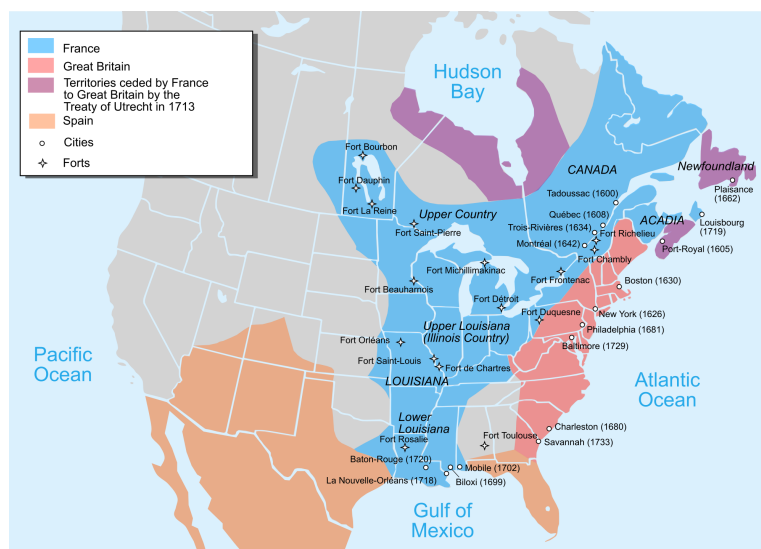 France
Great Britain
Territories ceded by France
to Great Britain by the
Treaty of Utrecht in 1713
Spain
Cities
Forts
Hudson
Bay
Fort Bourbon
Fort Dauphin
Fort La Reine
Upper Country
Fort Saint-Pierre
CANADA
Newfoundland
Plaisance
(1662)
Tadoussac (1600)
Québec (1608)
ACADIA
Louisbourg
(1719)
Trois-Rivières (1634)
Fort Richelieu
Montréal (1642)
Port-Royal (1605)
Fort Chambly
Fort Michillimakinac
Fort Frontenac
Fort Beauharnois
Boston (1630)
Fort Détroit
Fort Duquesne
New York (1626)
Upper Louisiana
(Illinois Country)
Philadelphia (1681)
Fort Orléans
Baltimore (1729)
Pacific
Ocean
Fort Saint-Louis
Fort de Chartres
LOUISIANA
Atlantic
Ocean
Lower
Louisiana
Charleston (1680)
Fort Rosalie
Fort Toulouse
Savannah (1733)
Baton-Rouge (1720)
Mobile (1702)
La Nouvelle-Orléans (1718)
Biloxi (1699)
Gulf of
Mexico